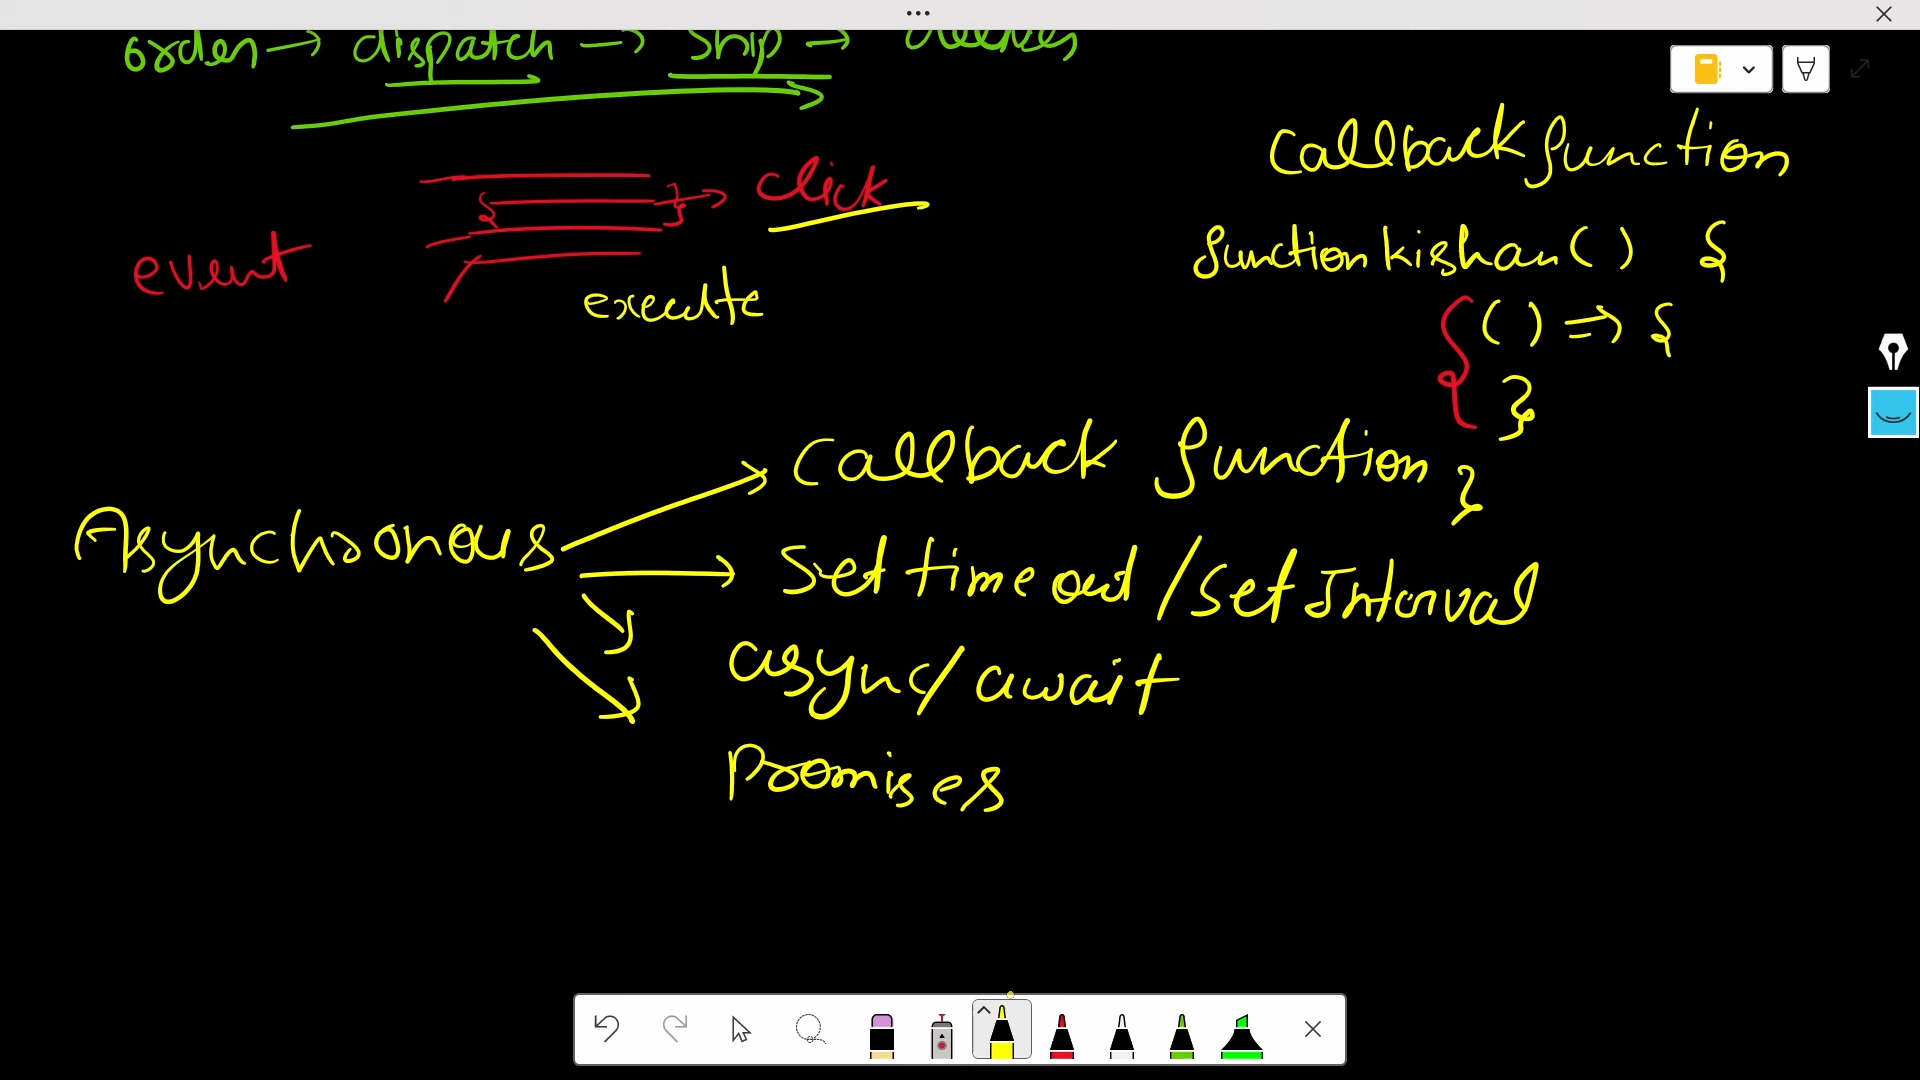 order → dispatch → ship →
callback function
click
function kishan ( ) {
event
execute
{ ( ) => {
}
callback function }
Asynchronous
Set time out / Set Interval
async / await
Promises